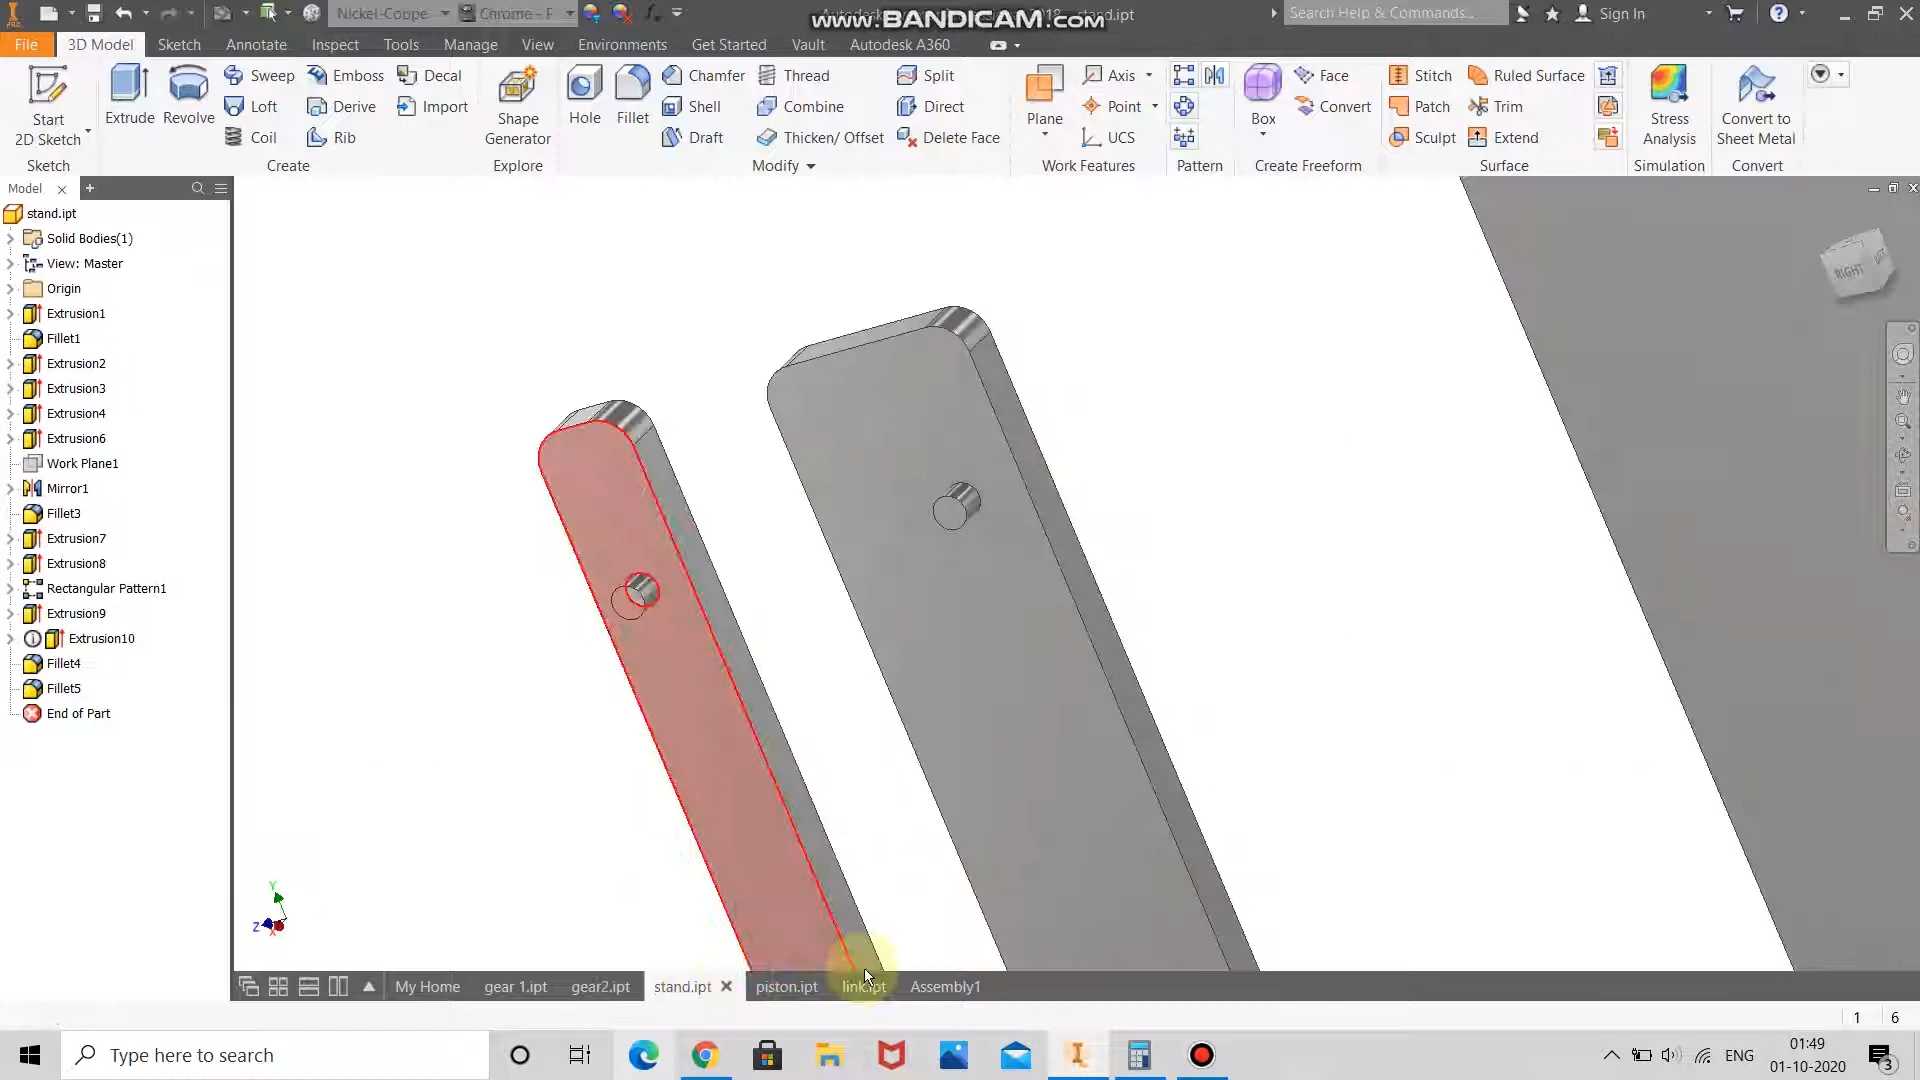 Nickel-Coppe
Chrome - F
Autodesk
www.BANDICAM.com
2018
stand.ipt
Search Help & Commands...
Sign In
File
3D Model
Sketch
Annotate
Inspect
Tools
Manage
View
Environments
Get Started
Vault
Autodesk A360
Start
2D Sketch
Sketch
Extrude
Revolve
Sweep
Loft
Coil
Emboss
Derive
Rib
Decal
Import
Create
Shape
Generator
Explore
Hole
Fillet
Chamfer
Shell
Draft
Thread
Combine
Thicken/ Offset
Split
Direct
Delete Face
Modify
Plane
Axis
Point
UCS
Work Features
Pattern
Box
Face
Convert
Create Freeform
Stitch
Patch
Sculpt
Ruled Surface
Trim
Extend
Surface
Stress
Analysis
Simulation
Convert to
Sheet Metal
Convert
Model
stand.ipt
Solid Bodies(1)
View: Master
Origin
Extrusion1
Fillet1
Extrusion2
Extrusion3
Extrusion4
Extrusion6
Work Plane1
Mirror1
Fillet3
Extrusion7
Extrusion8
Rectangular Pattern1
Extrusion9
Extrusion10
Fillet4
Fillet5
End of Part
RIGHT
Y
Z
X
My Home
gear 1.ipt
gear2.ipt
stand.ipt
piston.ipt
link.ipt
Assembly1
1 6
Type here to search
ENG
01:49
01-10-2020
3